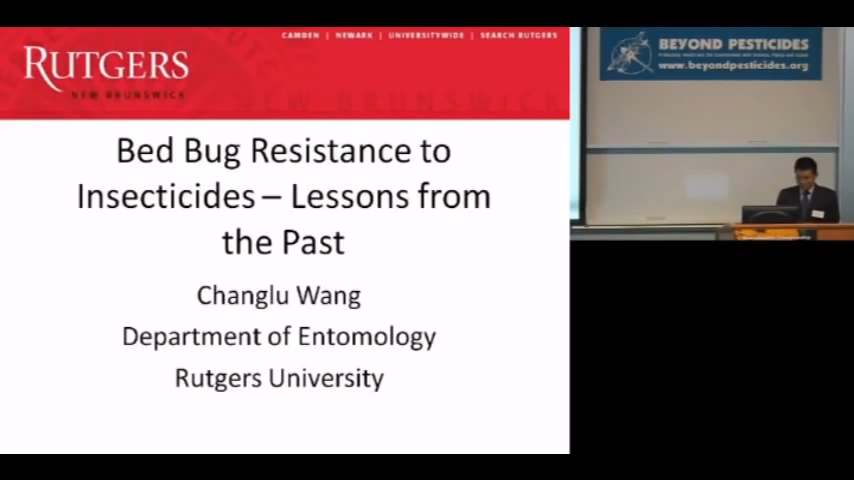 CAMDEN | NEWARK | UNIVERSITYWIDE | SEARCH RUTGERS
RUTGERS
NEW BRUNSWICK
NEW BRUNSWICK
Bed Bug Resistance to
Insecticides – Lessons from
the Past
Changlu Wang
Department of Entomology
Rutgers University
BEYOND PESTICIDES
www.beyondpesticides.org